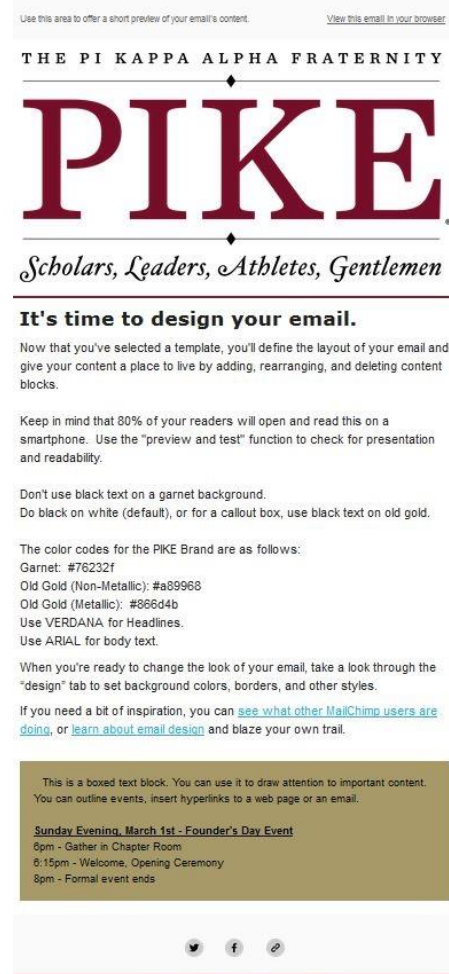 Use this area to offer a short preview of your email's content.
View this email in your browser
THE PI KAPPA ALPHA FRATERNITY
PIKE®
Scholars, Leaders, Athletes, Gentlemen
It's time to design your email.
Now that you've selected a template, you'll define the layout of your email and
give your content a place to live by adding, rearranging, and deleting content
blocks.
Keep in mind that 80% of your readers will open and read this on a
smartphone.  Use the "preview and test" function to check for presentation
and readability.
Don't use black text on a garnet background.
Do black on white (default), or for a callout box, use black text on old gold.
The color codes for the PIKE Brand are as follows:
Garnet:  #76232f
Old Gold (Non-Metallic): #a89968
Old Gold (Metallic):  #866d4b
Use VERDANA for Headlines.
Use ARIAL for body text.
When you're ready to change the look of your email, take a look through the
“design” tab to set background colors, borders, and other styles.
If you need a bit of inspiration, you can see what other MailChimp users are
doing, or learn about email design and blaze your own trail.
This is a boxed text block. You can use it to draw attention to important content.
You can outline events, insert hyperlinks to a web page or an email.
Sunday Evening, March 1st - Founder's Day Event
6pm - Gather in Chapter Room
6:15pm - Welcome, Opening Ceremony
8pm - Formal event ends